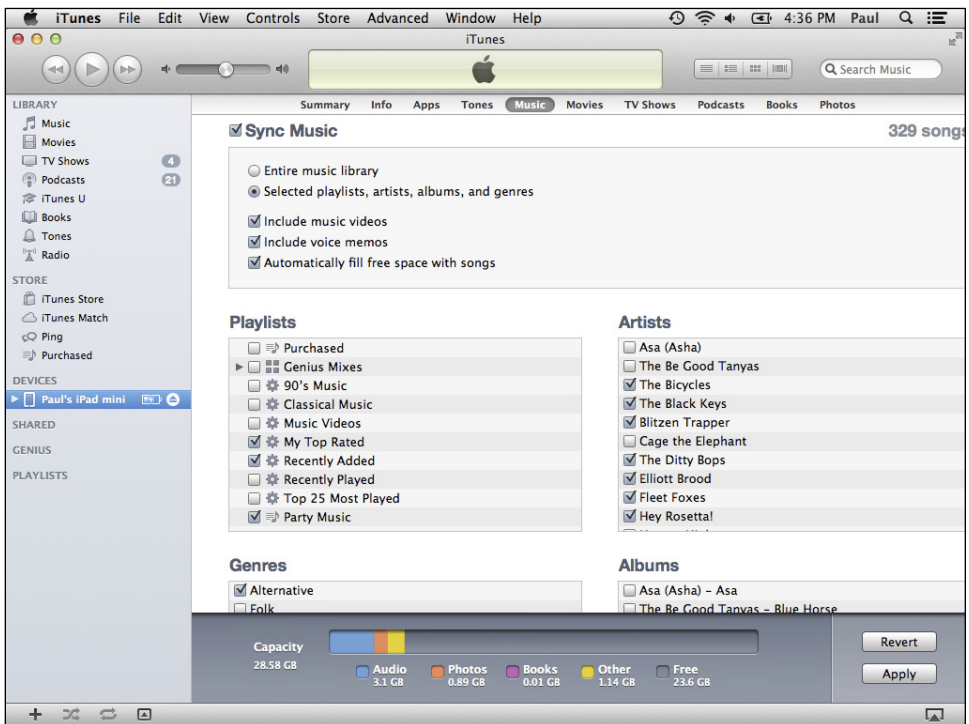 iTunes File Edit View Controls Store Advanced Window Help 4:36 PM Paul
iTunes
Search Music
LIBRARY
Music
Movies
TV Shows 4
Podcasts 21
iTunes U
Books
Tones
Radio
STORE
iTunes Store
iTunes Match
Ping
Purchased
DEVICES
Paul's iPad mini
SHARED
GENIUS
PLAYLISTS
Summary Info Apps Tones Music Movies TV Shows Podcasts Books Photos
Sync Music 329 songs
Entire music library
Selected playlists, artists, albums, and genres
Include music videos
Include voice memos
Automatically fill free space with songs
Playlists
Purchased
Genius Mixes
90's Music
Classical Music
Music Videos
My Top Rated
Recently Added
Recently Played
Top 25 Most Played
Party Music
Artists
Asa (Asha)
The Be Good Tanyas
The Bicycles
The Black Keys
Blitzen Trapper
Cage the Elephant
The Ditty Bops
Elliott Brood
Fleet Foxes
Hey Rosetta!
Genres
Alternative
Folk
Albums
Asa (Asha) – Asa
The Be Good Tanyas – Blue Horse
Capacity
28.58 GB
Audio
3.1 GB
Photos
0.89 GB
Books
0.01 GB
Other
1.14 GB
Free
23.6 GB
Revert
Apply